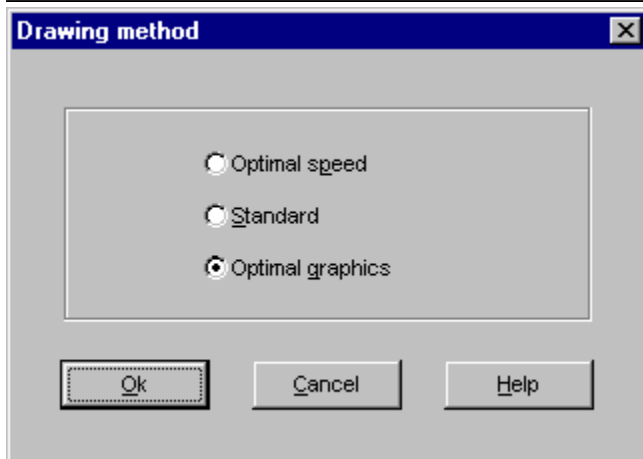 Drawing method
Optimal speed
Standard
Optimal graphics
Ok Cancel Help